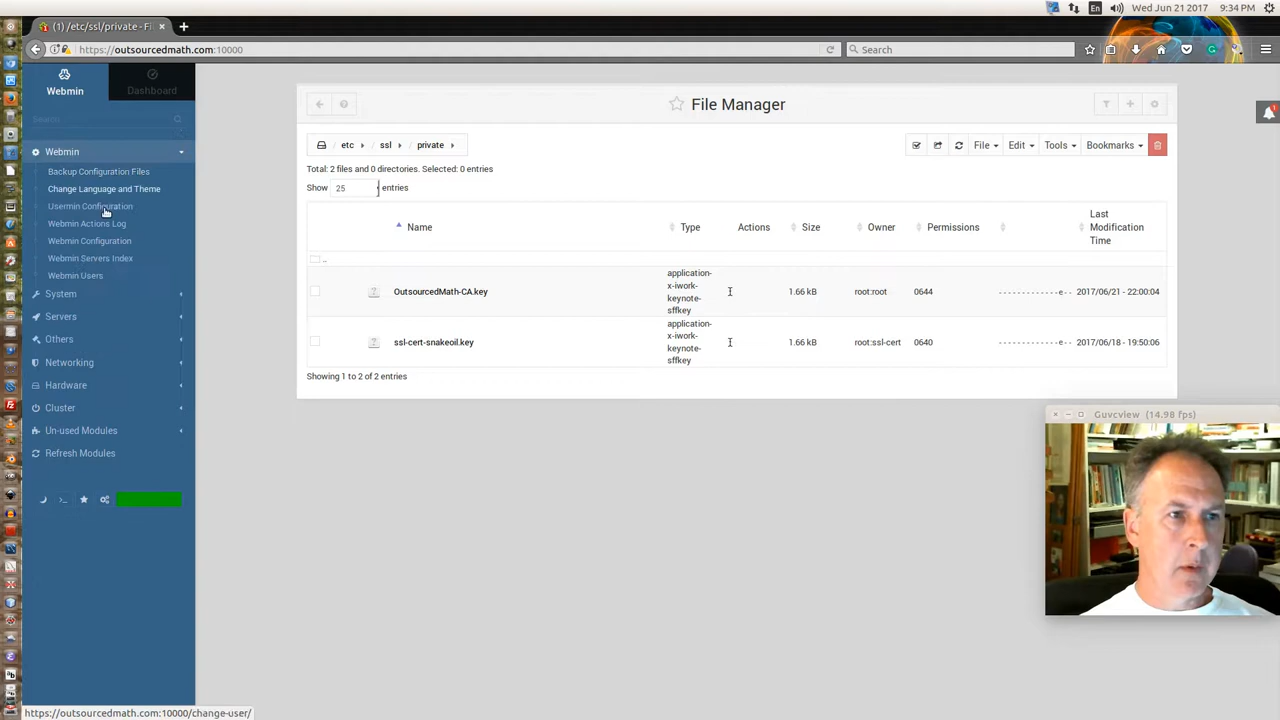 En
Wed Jun 21 2017
9:34 PM
(1) /etc/ssl/private - Fi
https://outsourcedmath.com:10000
Search
Webmin
Dashboard
Search
Webmin
Backup Configuration Files
Change Language and Theme
Usermin Configuration
Webmin Actions Log
Webmin Configuration
Webmin Servers Index
Webmin Users
System
Servers
Others
Networking
Hardware
Cluster
Un-used Modules
Refresh Modules
File Manager
etc ssl private
File Edit Tools Bookmarks
Total: 2 files and 0 directories. Selected: 0 entries
Show 25 entries
Name Type Actions Size Owner Permissions Last Modification Time
..
OutsourcedMath-CA.key application-x-iwork-keynote-sffkey 1.66 kB root:root 0644 -------------e-- 2017/06/21 - 22:00:04
ssl-cert-snakeoil.key application-x-iwork-keynote-sffkey 1.66 kB root:ssl-cert 0640 -------------e-- 2017/06/18 - 19:50:06
Showing 1 to 2 of 2 entries
1
Guvcview (14.98 fps)
https://outsourcedmath.com:10000/change-user/